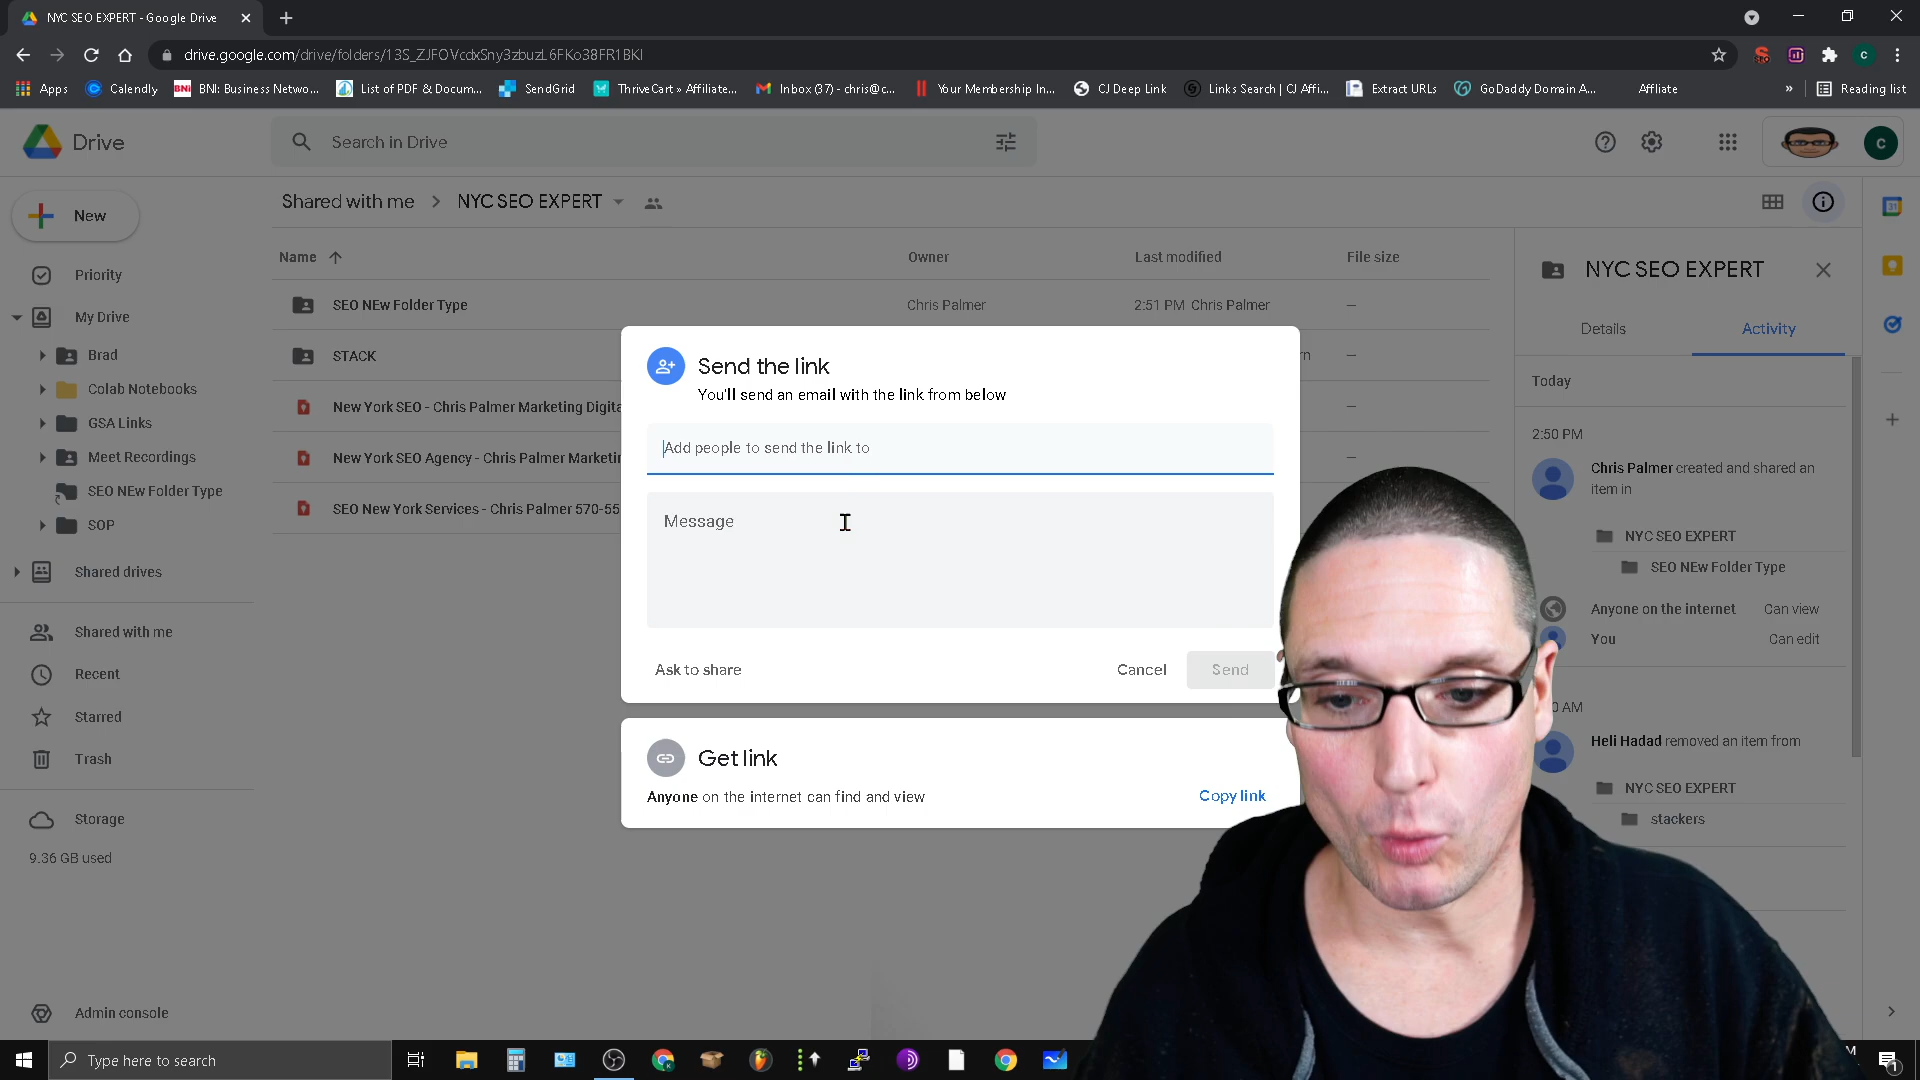 NYC SEO EXPERT - Google Drive
drive.google.com/drive/folders/13S_ZJFOVcdxSny3zbuzL6FKo38FR1BKI
Apps
Calendly
BNI: Business Netwo...
List of PDF & Docum...
SendGrid
ThriveCart » Affiliate...
Inbox (37) - chris@c...
Your Membership In...
CJ Deep Link
Links Search | CJ Affi...
Extract URLs
GoDaddy Domain A...
Affliate
»
Reading list
Drive
Search in Drive
c
New
Shared with me > NYC SEO EXPERT
Priority
My Drive
Brad
Colab Notebooks
GSA Links
Meet Recordings
SEO NEw Folder Type
SOP
Shared drives
Shared with me
Recent
Starred
Trash
Storage
9.36 GB used
Admin console
Name
Owner
Last modified
File size
SEO NEw Folder Type
Chris Palmer
2:51 PM Chris Palmer
—
STACK
rn
—
New York SEO - Chris Palmer Marketing Digita
—
New York SEO Agency - Chris Palmer Marketin
—
SEO New York Services - Chris Palmer 570-55
Send the link
You'll send an email with the link from below
Add people to send the link to
Message
Ask to share
Cancel
Send
Get link
Anyone on the internet can find and view
Copy link
NYC SEO EXPERT
Details
Activity
Today
2:50 PM
Chris Palmer created and shared an
item in
NYC SEO EXPERT
SEO NEw Folder Type
Anyone on the internet
Can view
You
Can edit
0 AM
Heli Hadad removed an item from
NYC SEO EXPERT
stackers
31
Type here to search
M
1